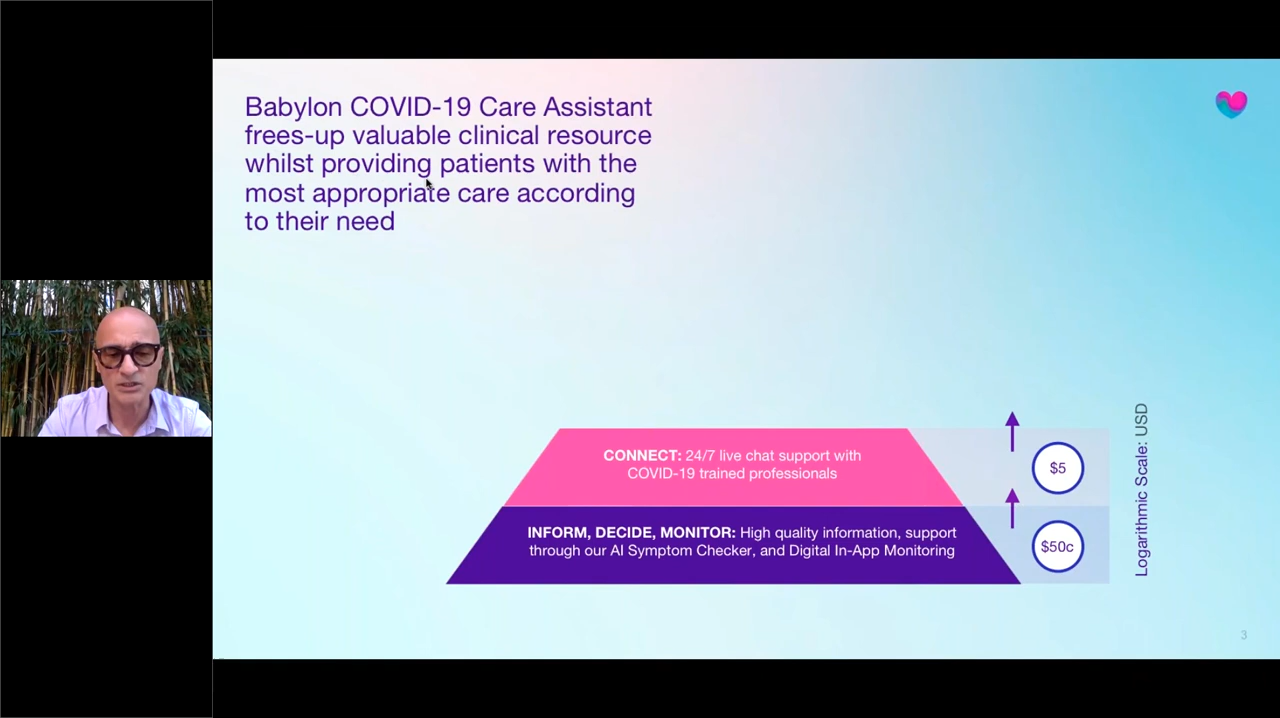 Babylon COVID-19 Care Assistant
frees-up valuable clinical resource
whilst providing patients with the
most appropriate care according
to their need
CONNECT: 24/7 live chat support with
COVID-19 trained professionals
$5
INFORM, DECIDE, MONITOR: High quality information, support
through our AI Symptom Checker, and Digital In-App Monitoring
$50c
Logarithmic Scale: USD
3